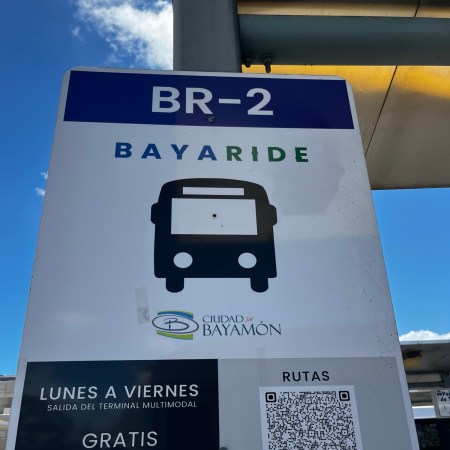 BR-2
BAYARIDE
CIUDAD DE
BAYAMÓN
LUNES A VIERNES
SALIDA DEL TERMINAL MULTIMODAL
GRATIS
RUTAS